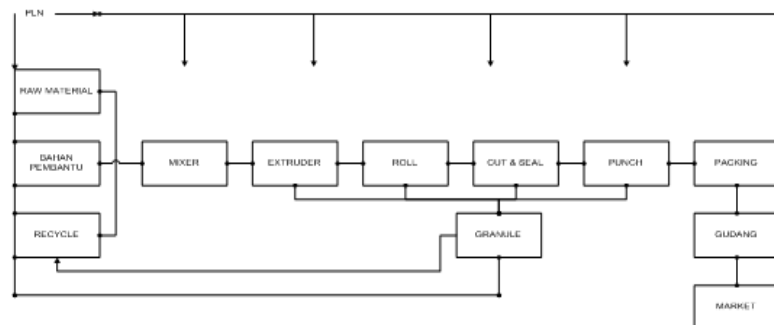 PLN
RAW MATERIAL
BAHAN
PEMBANTU
MIXER
EXTRUDER
ROLL
CUT & SEAL
PUNCH
PACKING
RECYCLE
GRANULE
GUDANG
MARKET